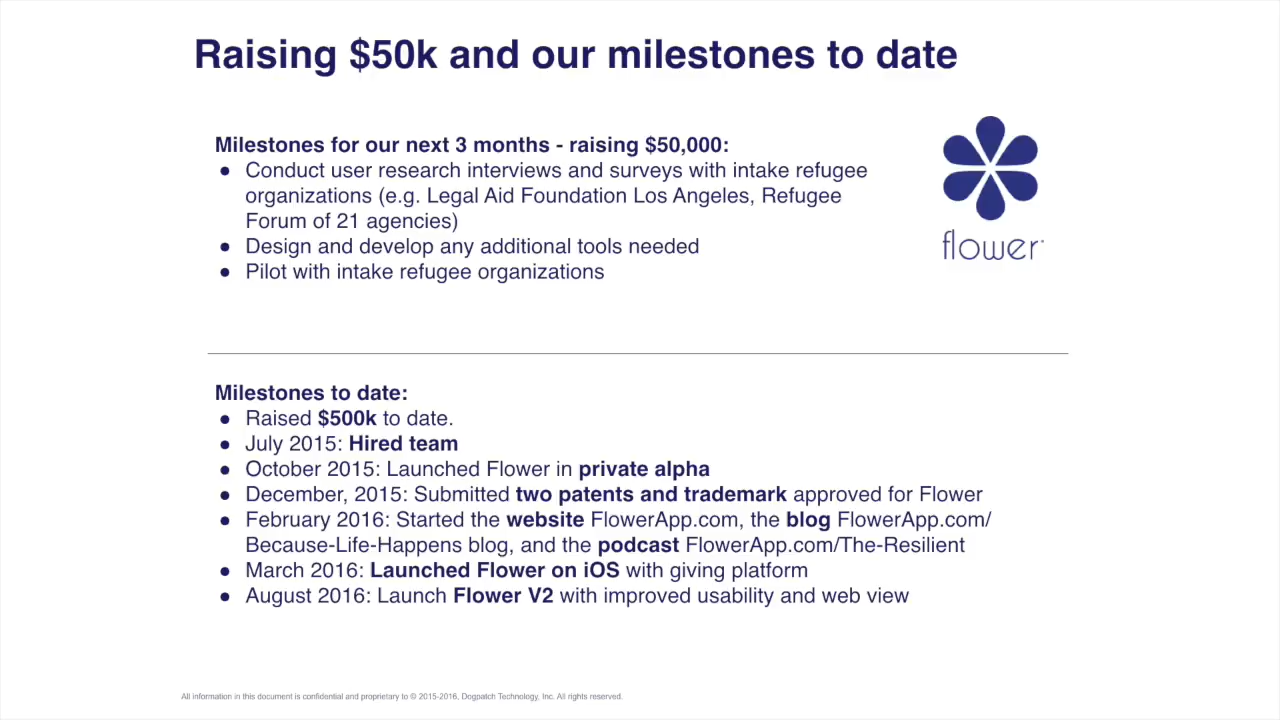 Raising $50k and our milestones to date
Milestones for our next 3 months - raising $50,000:
● Conduct user research interviews and surveys with intake refugee
organizations (e.g. Legal Aid Foundation Los Angeles, Refugee
Forum of 21 agencies)
● Design and develop any additional tools needed
● Pilot with intake refugee organizations
flower
Milestones to date:
● Raised $500k to date.
● July 2015: Hired team
● October 2015: Launched Flower in private alpha
● December, 2015: Submitted two patents and trademark approved for Flower
● February 2016: Started the website FlowerApp.com, the blog FlowerApp.com/
Because-Life-Happens blog, and the podcast FlowerApp.com/The-Resilient
● March 2016: Launched Flower on iOS with giving platform
● August 2016: Launch Flower V2 with improved usability and web view
All information in this document is confidential and proprietary to © 2015-2016, Dogpatch Technology, Inc. All rights reserved.